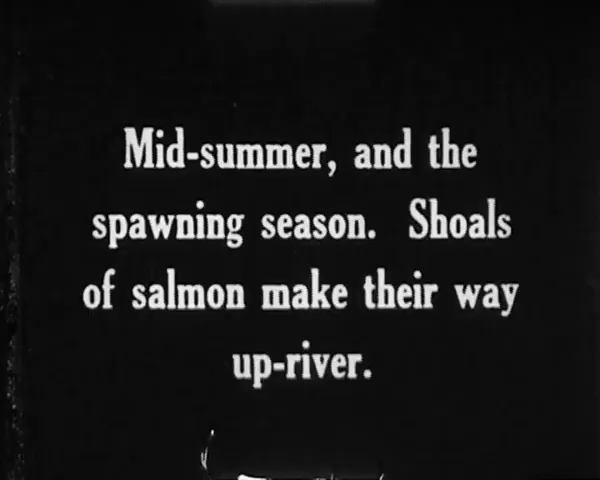 Mid-summer, and the
spawning season. Shoals
of salmon make their way
up-river.